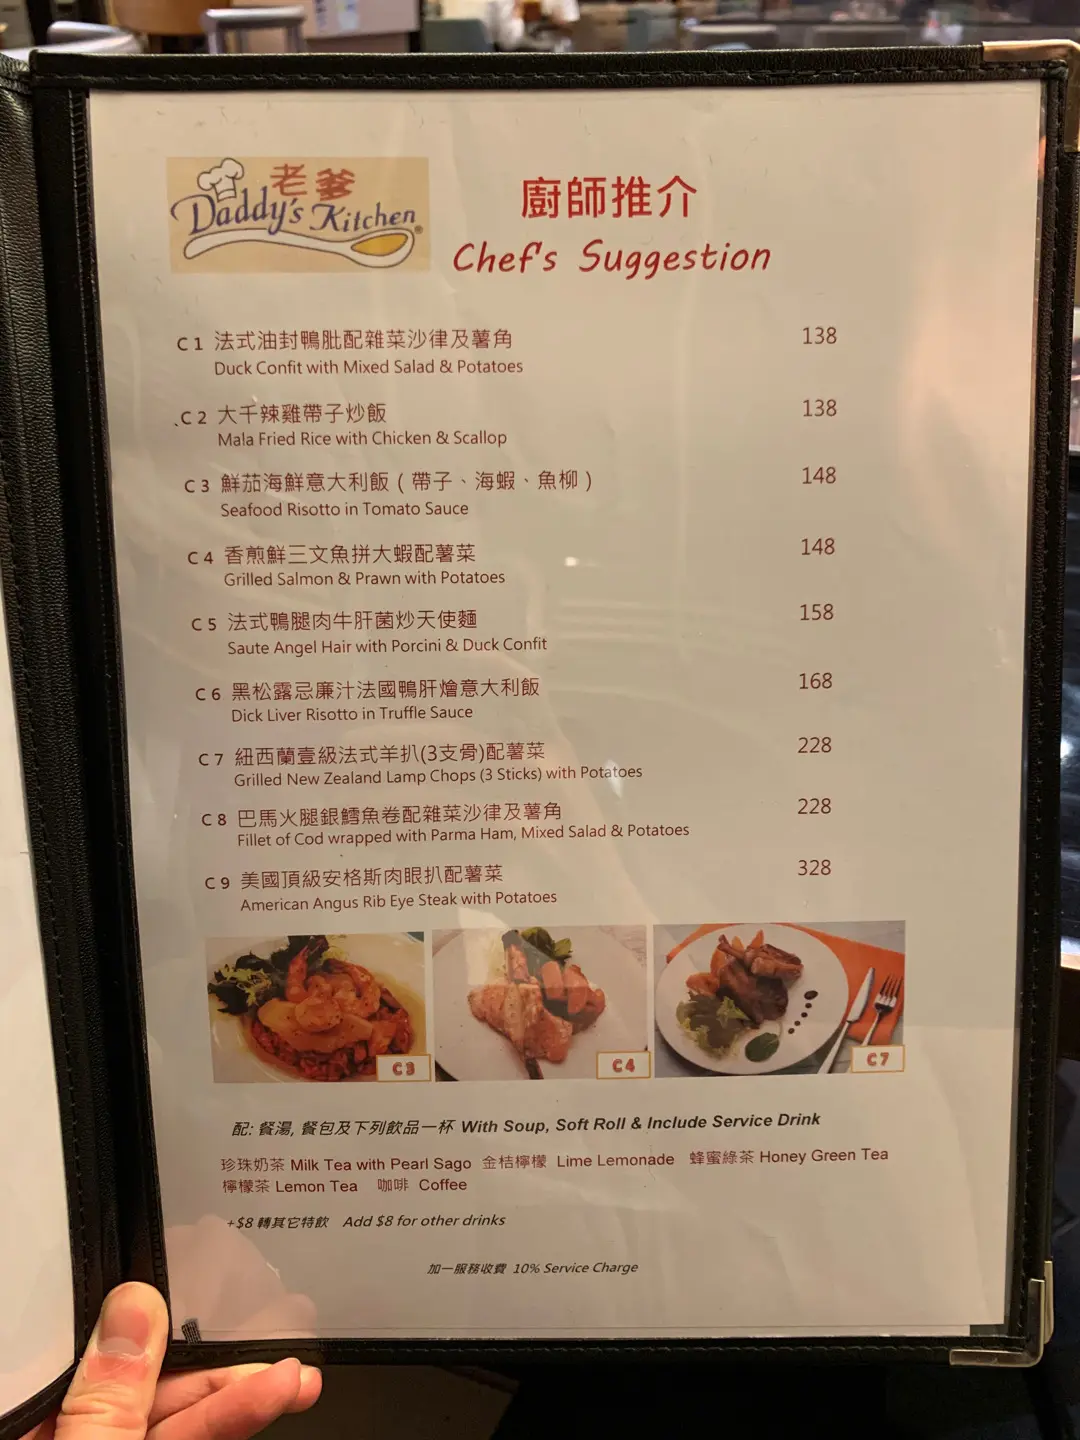 老爹
Daddy's Kitchen®
廚師推介
Chef's Suggestion
C 1 法式油封鴨肶配雜菜沙律及薯角 138
Duck Confit with Mixed Salad & Potatoes
C 2 大千辣雞帶子炒飯 138
Mala Fried Rice with Chicken & Scallop
C 3 鮮茄海鮮意大利飯 ( 帶子、海蝦、魚柳 ) 148
Seafood Risotto in Tomato Sauce
C 4 香煎鮮三文魚拼大蝦配薯菜 148
Grilled Salmon & Prawn with Potatoes
C 5 法式鴨腿肉牛肝菌炒天使麵 158
Saute Angel Hair with Porcini & Duck Confit
C 6 黑松露忌廉汁法國鴨肝燴意大利飯 168
Dick Liver Risotto in Truffle Sauce
C 7 紐西蘭壹級法式羊扒(3支骨)配薯菜 228
Grilled New Zealand Lamp Chops (3 Sticks) with Potatoes
C 8 巴馬火腿銀鱈魚卷配雜菜沙律及薯角 228
Fillet of Cod wrapped with Parma Ham, Mixed Salad & Potatoes
C 9 美國頂級安格斯肉眼扒配薯菜 328
American Angus Rib Eye Steak with Potatoes
C3 C4 C7
配: 餐湯, 餐包及下列飲品一杯 With Soup, Soft Roll & Include Service Drink
珍珠奶茶 Milk Tea with Pearl Sago 金桔檸檬 Lime Lemonade 蜂蜜綠茶 Honey Green Tea
檸檬茶 Lemon Tea 咖啡 Coffee
+$8 轉其它特飲 Add $8 for other drinks
加一服務收費 10% Service Charge